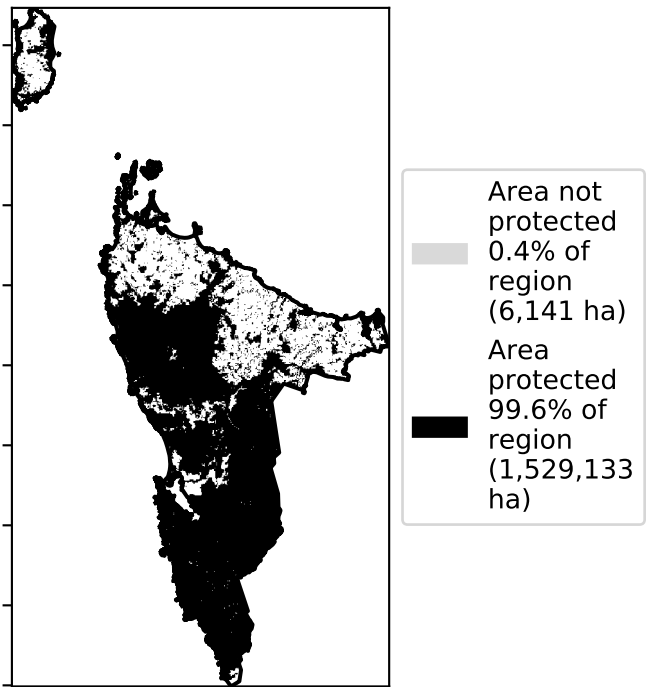 Area not
protected
0.4% of
region
(6,141 ha)
Area
protected
99.6% of
region
(1,529,133
ha)